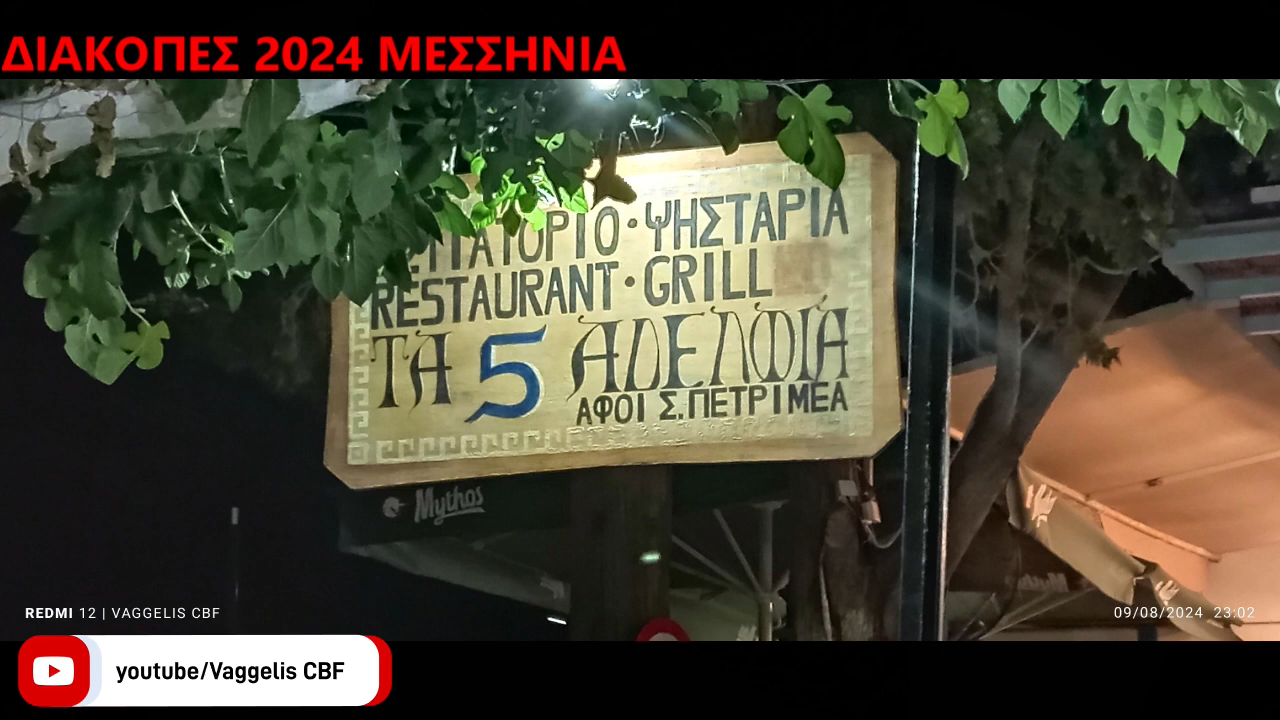 ΔΙΑΚΟΠΕΣ 2024 ΜΕΣΣΗΝΙΑ
ΨΗΣΤΑΡΙΑ
RESTAURANT · GRILL
ΤΑ 5 ΑΔΕΛΦΙΑ
ΑΦΟΙ Σ.ΠΕΤΡΙΜΕΑ
Mythos
REDMI 12 | VAGGELIS CBF
09/08/2024 23:02
youtube/Vaggelis CBF